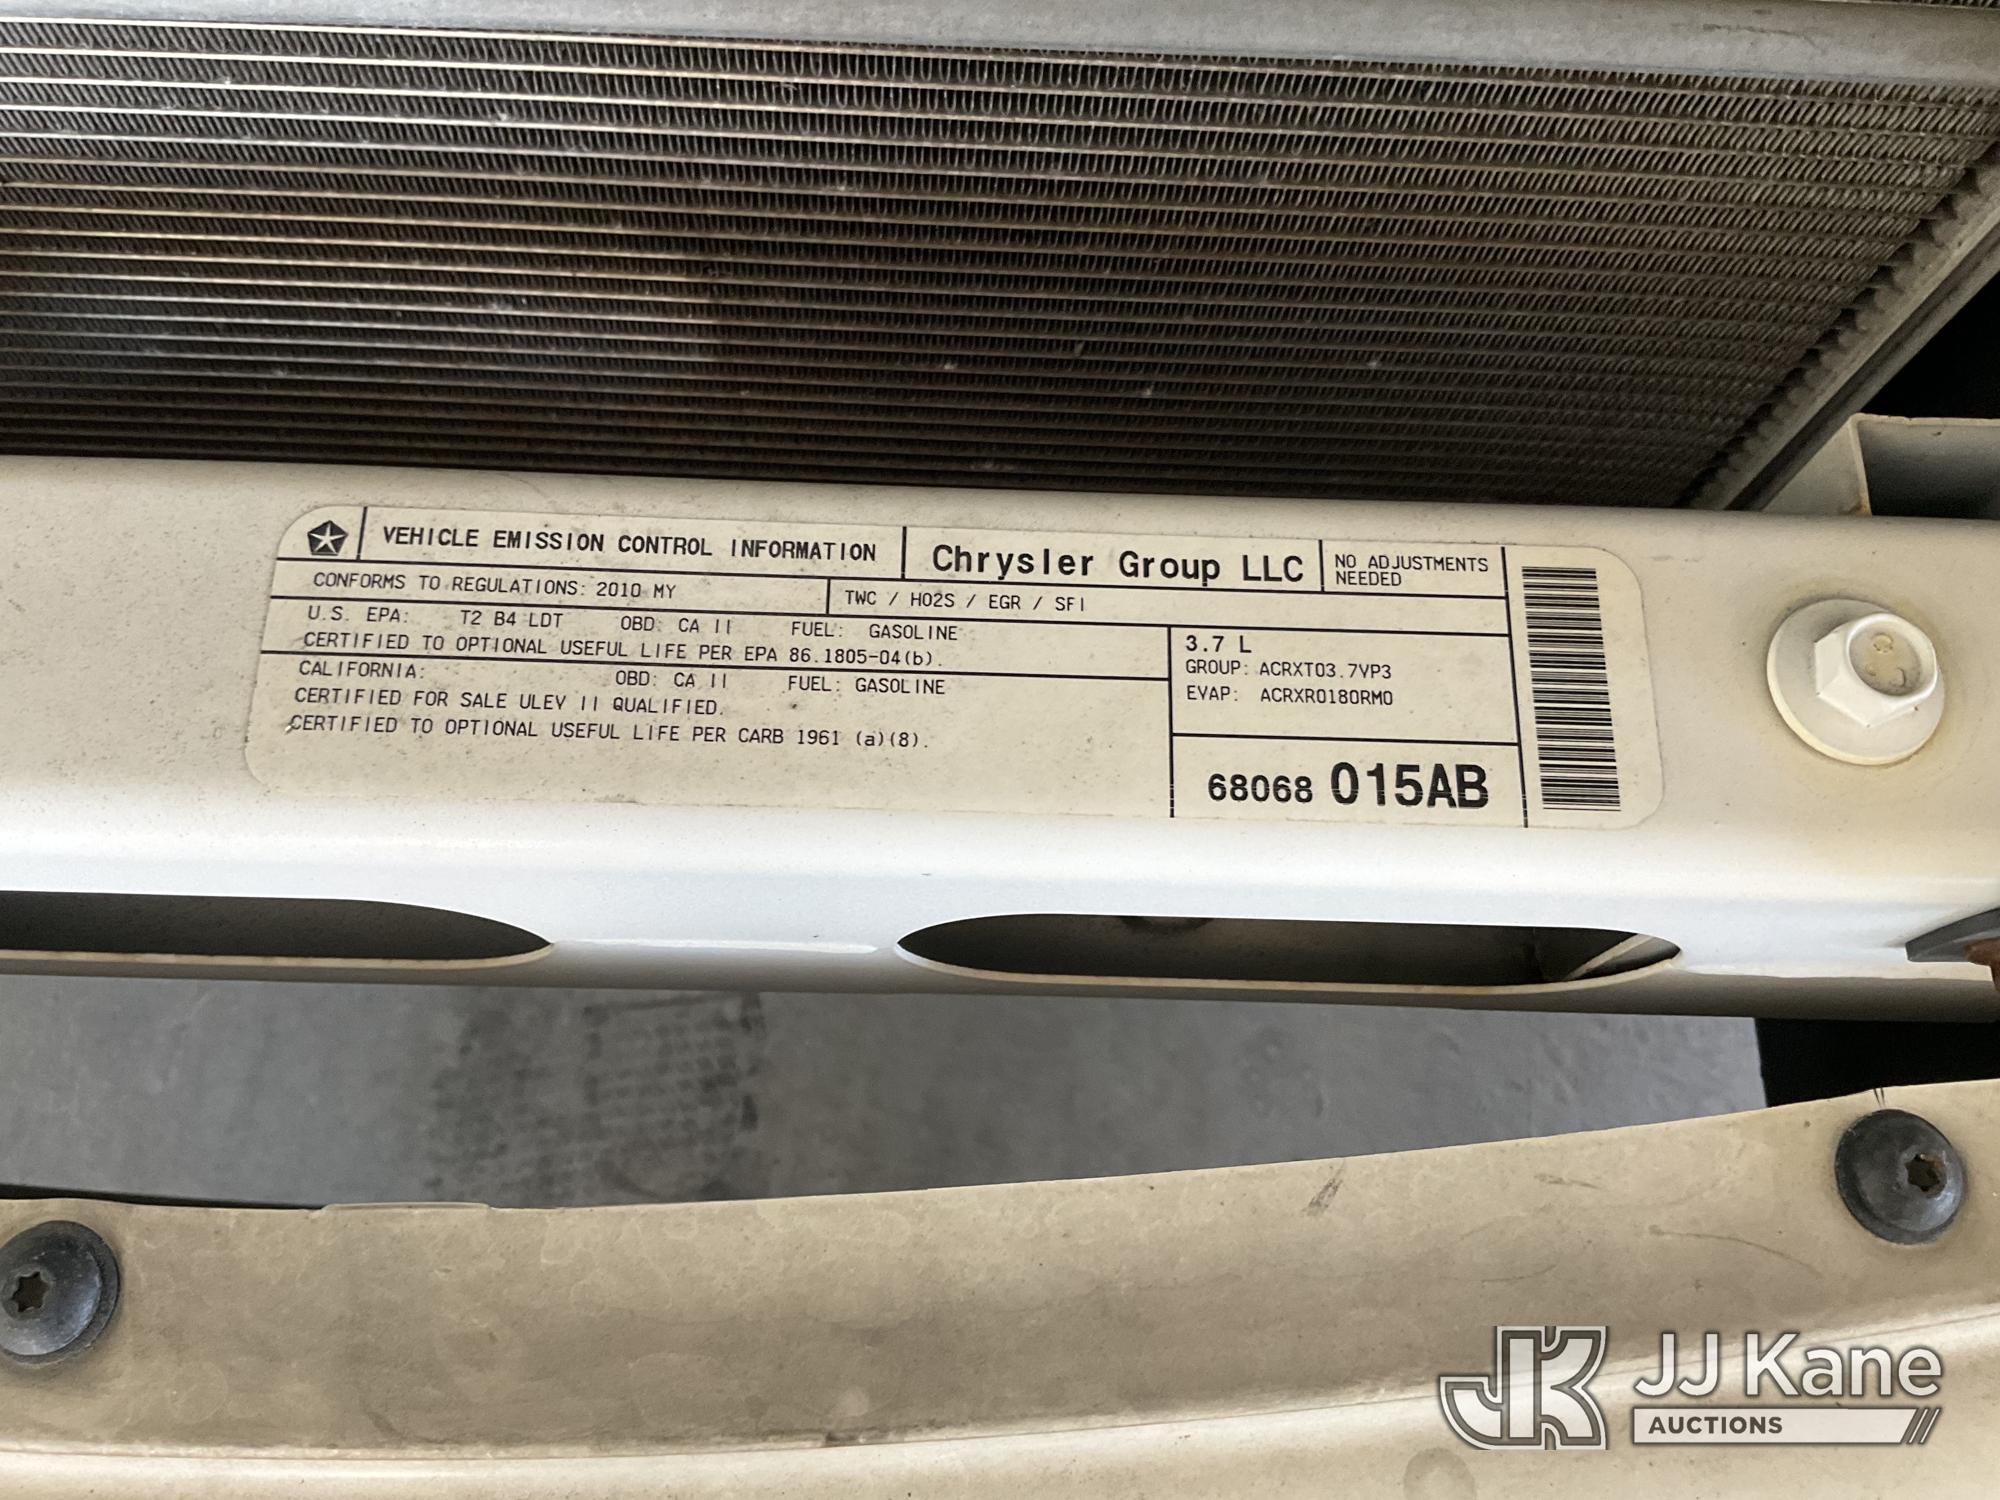 VEHICLE EMISSION CONTROL INFORMATION
Chrysler Group LLC
NO ADJUSTMENTS
NEEDED
CONFORMS TO REGULATIONS: 2010 MY
TWC / HO2S / EGR / SFI
U.S. EPA: T2 B4 LDT OBD: CA II FUEL: GASOLINE
CERTIFIED TO OPTIONAL USEFUL LIFE PER EPA 86.1805-04(b).
CALIFORNIA: OBD: CA II FUEL: GASOLINE
CERTIFIED FOR SALE ULEV II QUALIFIED.
CERTIFIED TO OPTIONAL USEFUL LIFE PER CARB 1961 (a)(8).
3.7 L
GROUP: ACRXT03.7VP3
EVAP: ACRXR0180RM0
68068 015AB
JK JJ Kane
AUCTIONS